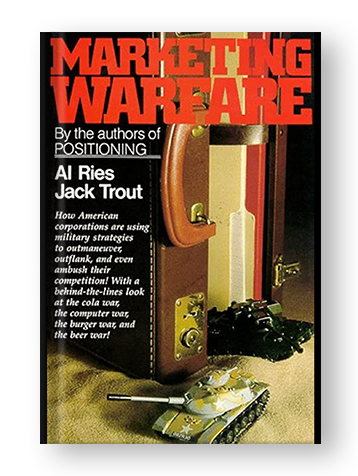 MARKETING
WARFARE
By the authors of
POSITIONING
Al Ries
Jack Trout
How American
corporations are using
military strategies
to outmaneuver,
outflank, and even
ambush their
competition! With a
behind-the-lines look
at the cola war,
the computer war,
the burger war, and
the beer war!